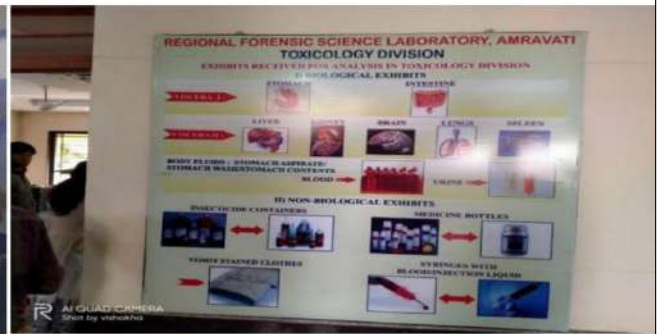 REGIONAL FORENSIC SCIENCE LABORATORY, AMRAVATI
TOXICOLOGY DIVISION
EXHIBITS RECEIVED FOR ANALYSIS IN TOXICOLOGY DIVISION
I) BIOLOGICAL EXHIBITS
STOMACH INTESTINE
VISCERA I
LIVER KIDNEY BRAIN LUNGS SPLEEN
VISCERA II
BODY FLUIDS : STOMACH ASPIRATE/
STOMACH WASH/STOMACH CONTENTS
BLOOD URINE
II) NON-BIOLOGICAL EXHIBITS
INSECTICIDE CONTAINERS MEDICINE BOTTLES
VOMIT STAINED CLOTHES SYRINGES WITH
BLOOD/INJECTION LIQUID
AI QUAD CAMERA
Shot by vishakha